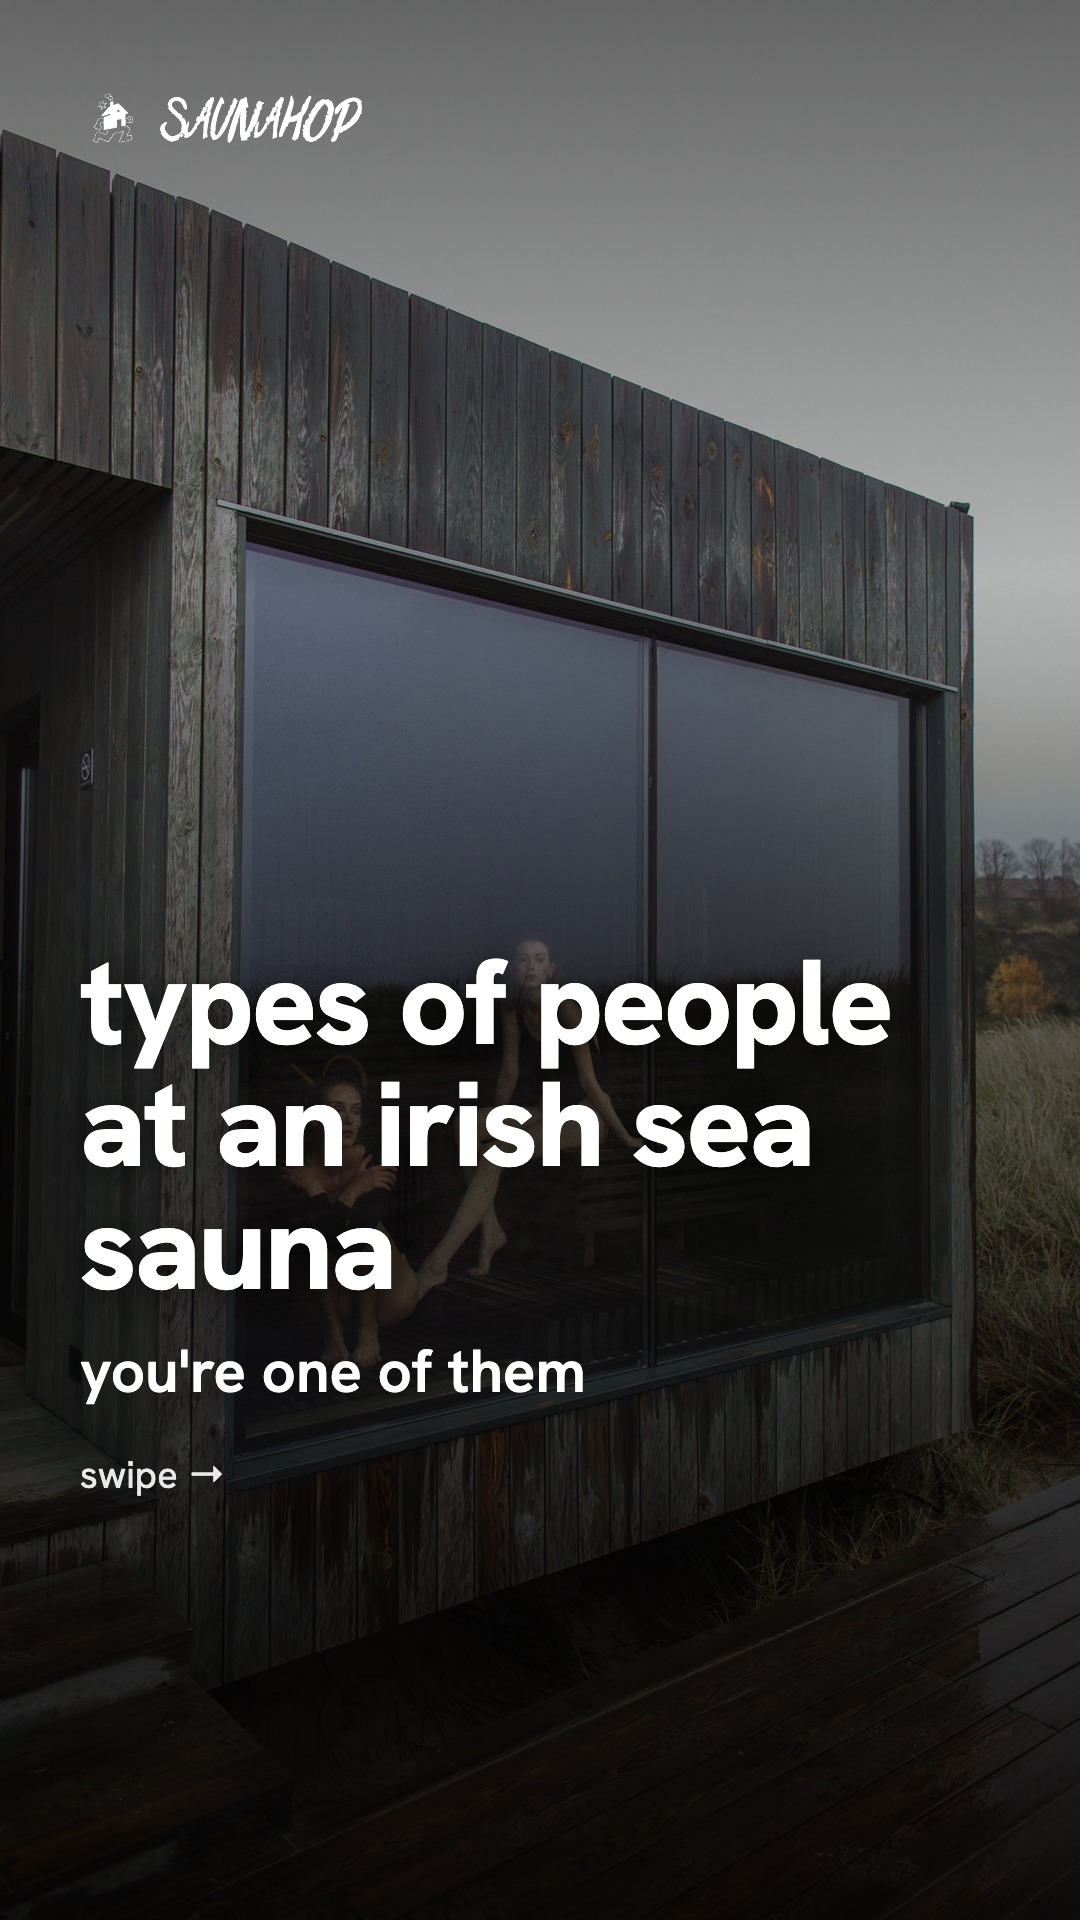 SAUNAHOP
types of people
at an irish sea
sauna
you're one of them
swipe →